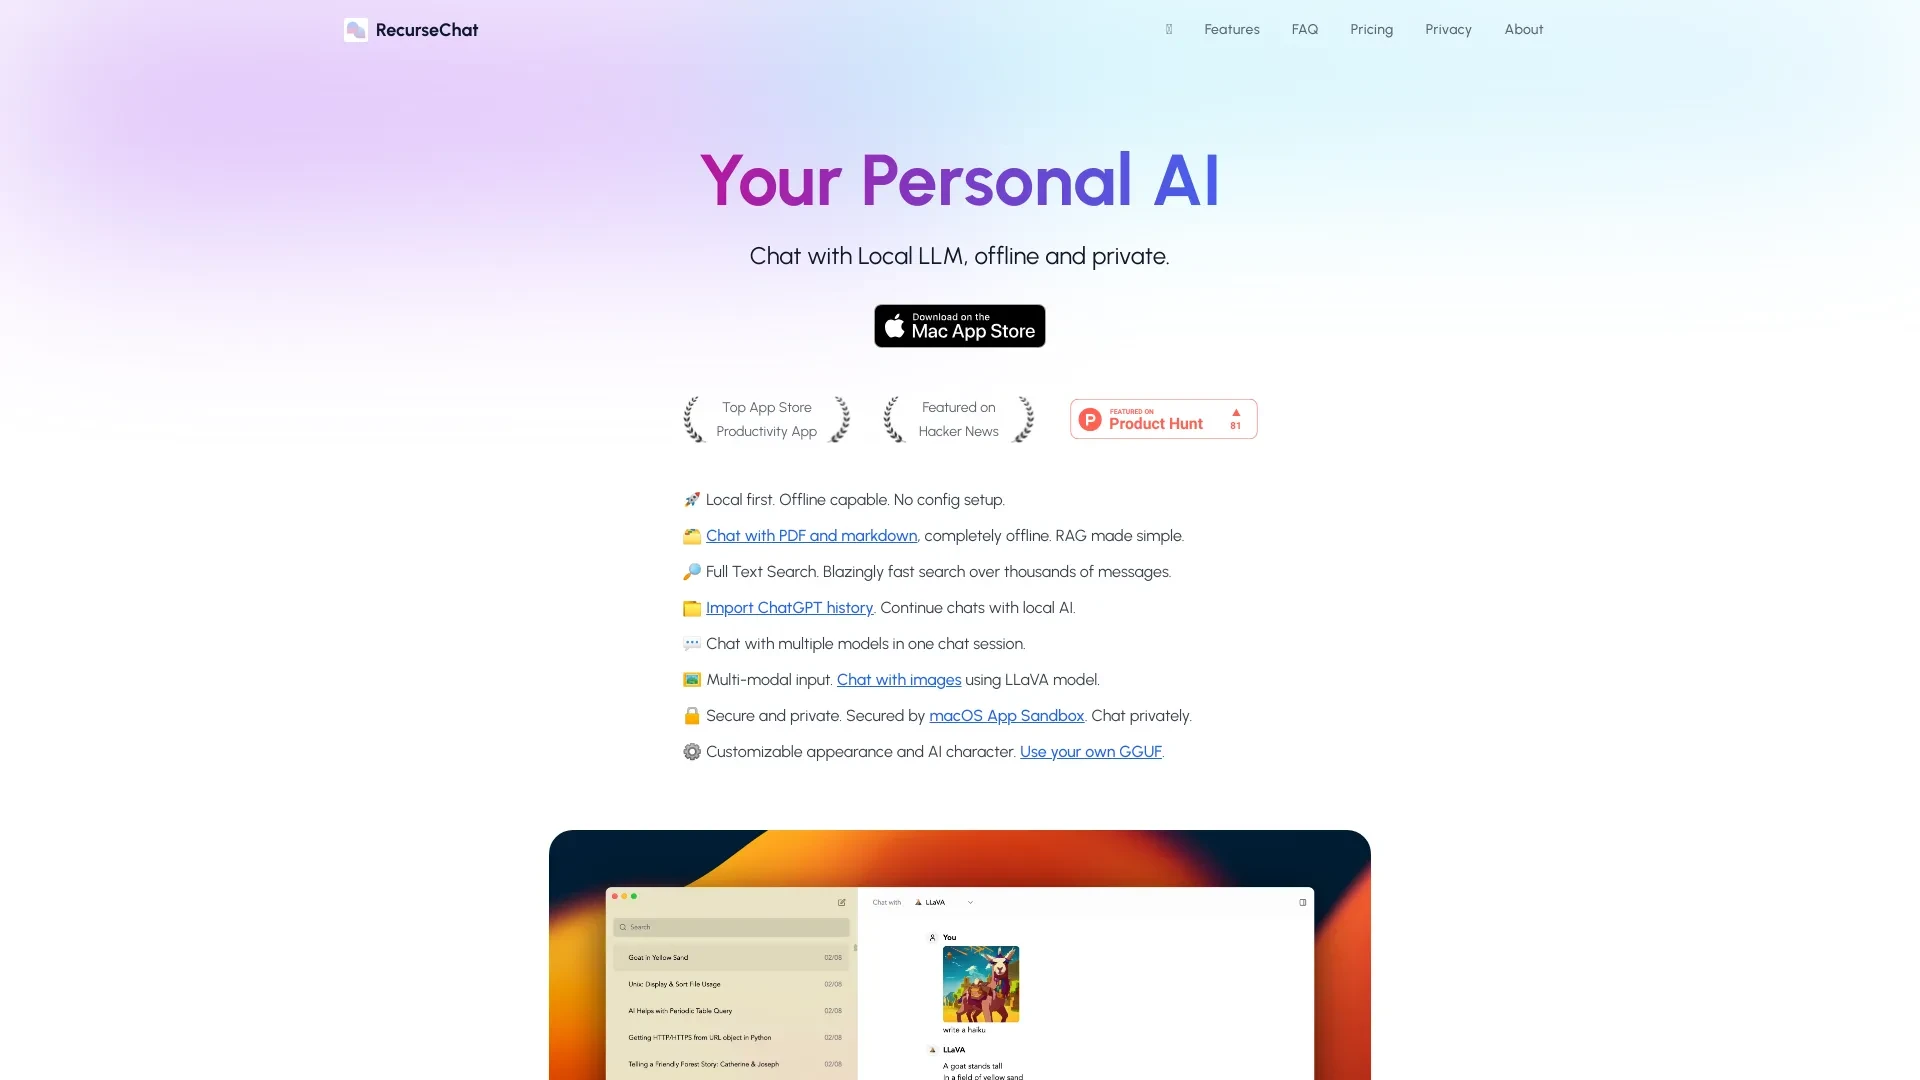 RecurseChat
Features
FAQ
Pricing
Privacy
About
Your Personal AI
Chat with Local LLM, offline and private.
Download on the
Mac App Store
Top App Store
Productivity App
Featured on
Hacker News
FEATURED ON
Product Hunt
81
🚀 Local first. Offline capable. No config setup.
🗂️ Chat with PDF and markdown, completely offline. RAG made simple.
🔎 Full Text Search. Blazingly fast search over thousands of messages.
📁 Import ChatGPT history. Continue chats with local AI.
💬 Chat with multiple models in one chat session.
🖼️ Multi-modal input. Chat with images using LLaVA model.
🔒 Secure and private. Secured by macOS App Sandbox. Chat privately.
⚙️ Customizable appearance and AI character. Use your own GGUF.
Chat with LLaVA
Search
You
Goat in Yellow Sand 02/08
Unix: Display & Sort File Usage 02/08
AI Helps with Periodic Table Query 02/08
write a haiku
Getting HTTP/HTTPS from URL object in Python 02/08
LLaVA
Telling a Friendly Forest Story: Catherine & Joseph 02/08
A goat stands tall
In a field of yellow sand